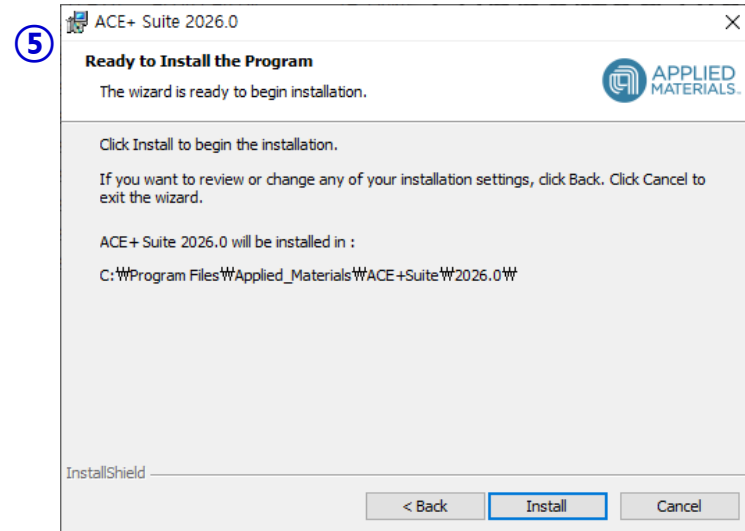 ⑤
ACE+ Suite 2026.0
Ready to Install the Program
The wizard is ready to begin installation.
APPLIED
MATERIALS.
Click Install to begin the installation.
If you want to review or change any of your installation settings, click Back. Click Cancel to
exit the wizard.
ACE+ Suite 2026.0 will be installed in :
C:₩Program Files₩Applied_Materials₩ACE+Suite₩2026.0₩
InstallShield
< Back
Install
Cancel